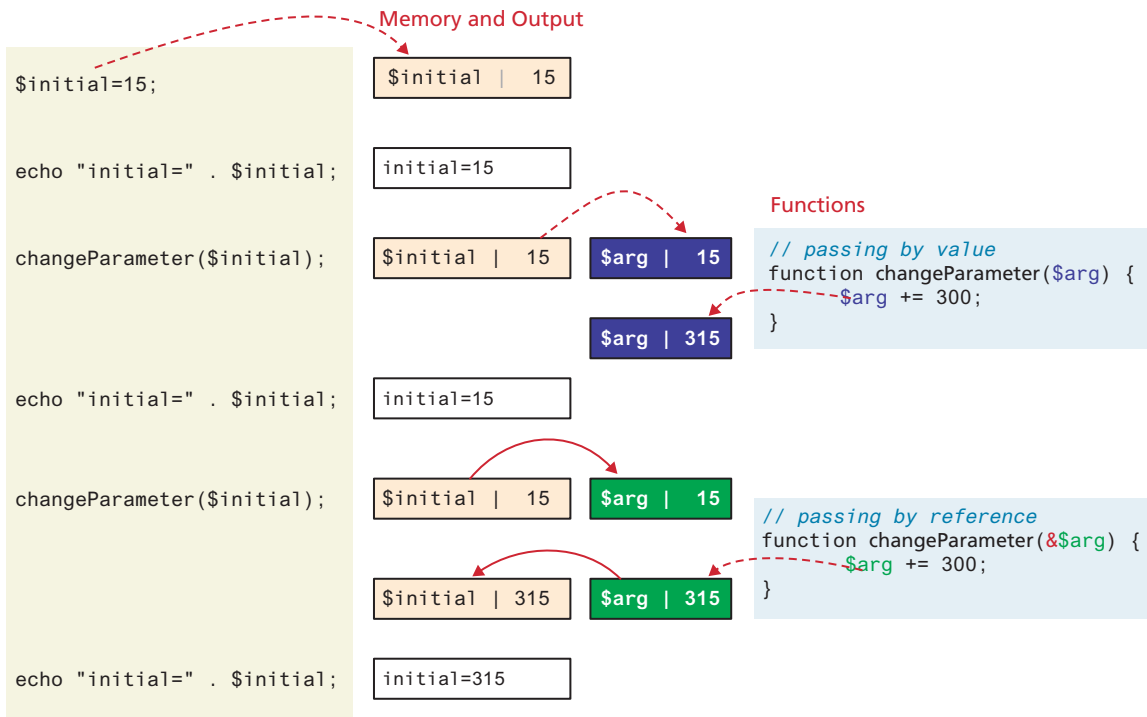 Memory and Output
$initial=15;
$initial | 15
echo "initial=" . $initial;
initial=15
Functions
changeParameter($initial);
$initial | 15
$arg | 15
// passing by value
function changeParameter($arg) {
$arg += 300;
}
$arg | 315
echo "initial=" . $initial;
initial=15
changeParameter($initial);
$initial | 15
$arg | 15
// passing by reference
function changeParameter(&$arg) {
$arg += 300;
}
$initial | 315
$arg | 315
echo "initial=" . $initial;
initial=315